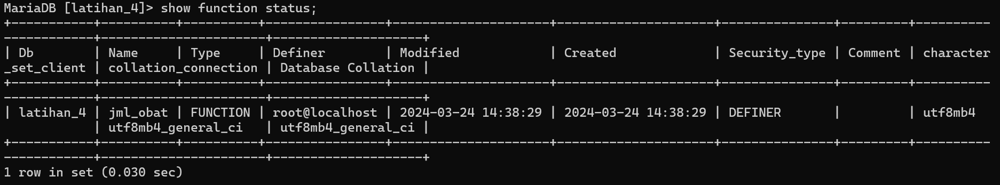 MariaDB [latihan_4]> show function status;
+-----------+----------+----------+----------------+---------------------+---------------------+---------------+---------+----------
------------+----------------------+--------------------+
| Db        | Name     | Type     | Definer        | Modified            | Created             | Security_type | Comment | character
_set_client | collation_connection | Database Collation |
+-----------+----------+----------+----------------+---------------------+---------------------+---------------+---------+----------
------------+----------------------+--------------------+
| latihan_4 | jml_obat | FUNCTION | root@localhost | 2024-03-24 14:38:29 | 2024-03-24 14:38:29 | DEFINER       |         | utf8mb4
            | utf8mb4_general_ci   | utf8mb4_general_ci |
+-----------+----------+----------+----------------+---------------------+---------------------+---------------+---------+----------
------------+----------------------+--------------------+
1 row in set (0.030 sec)